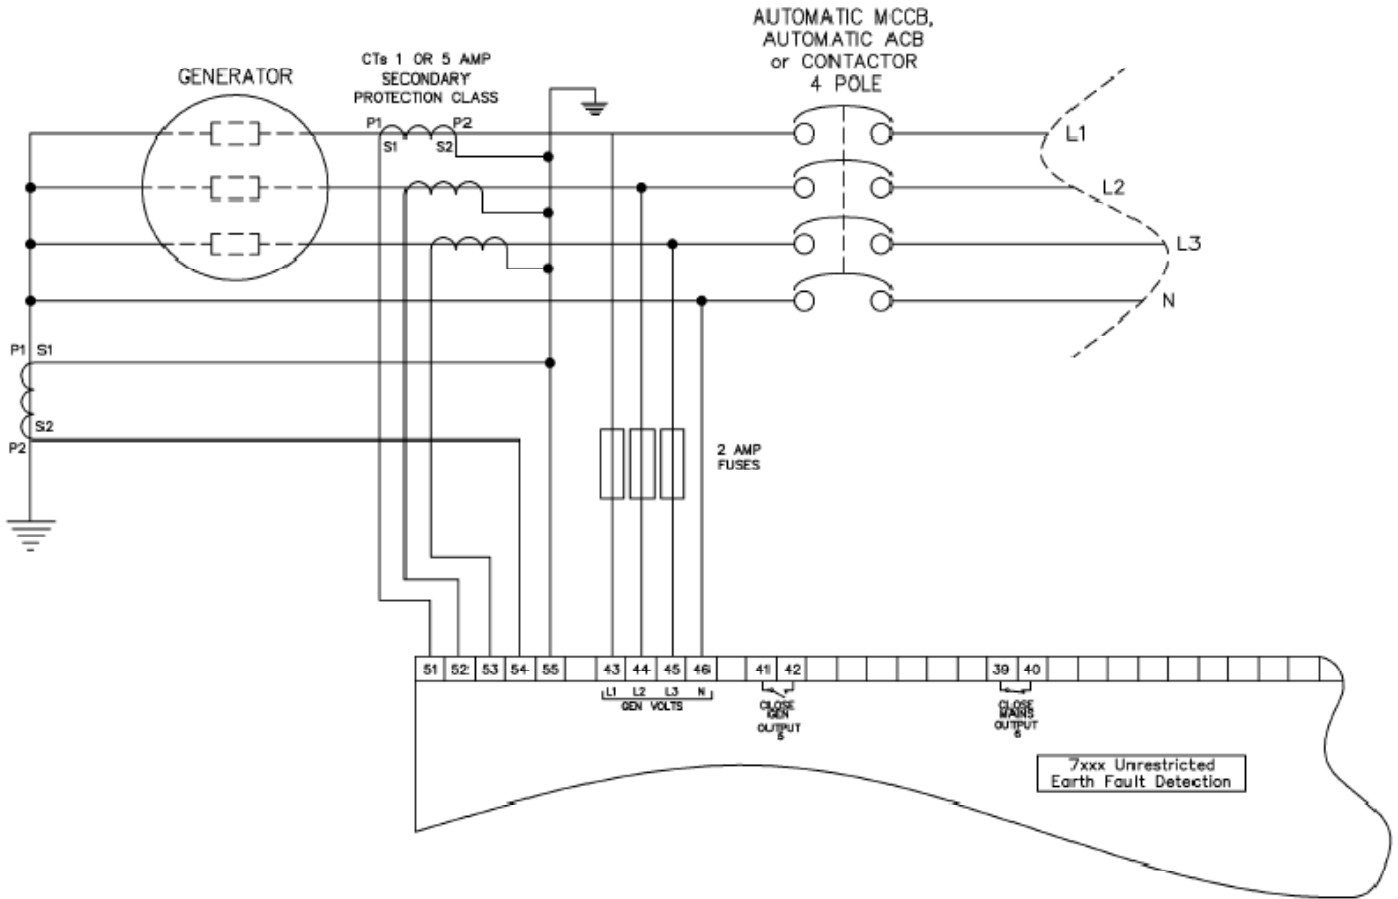 AUTOMATIC MCCB,
AUTOMATIC ACB
or CONTACTOR
4 POLE
GENERATOR
CTs 1 OR 5 AMP
SECONDARY
PROTECTION CLASS
P1 P2
S1 S2
L1
L2
L3
N
P1 S1
S2
P2
2 AMP
FUSES
51 52 53 54 55 43 44 45 46 41 42 39 40
L1 L2 L3 N
GEN VOLTS
CLOSE
GEN
OUTPUT
5
CLOSE
MAINS
OUTPUT
6
7xxx Unrestricted
Earth Fault Detection